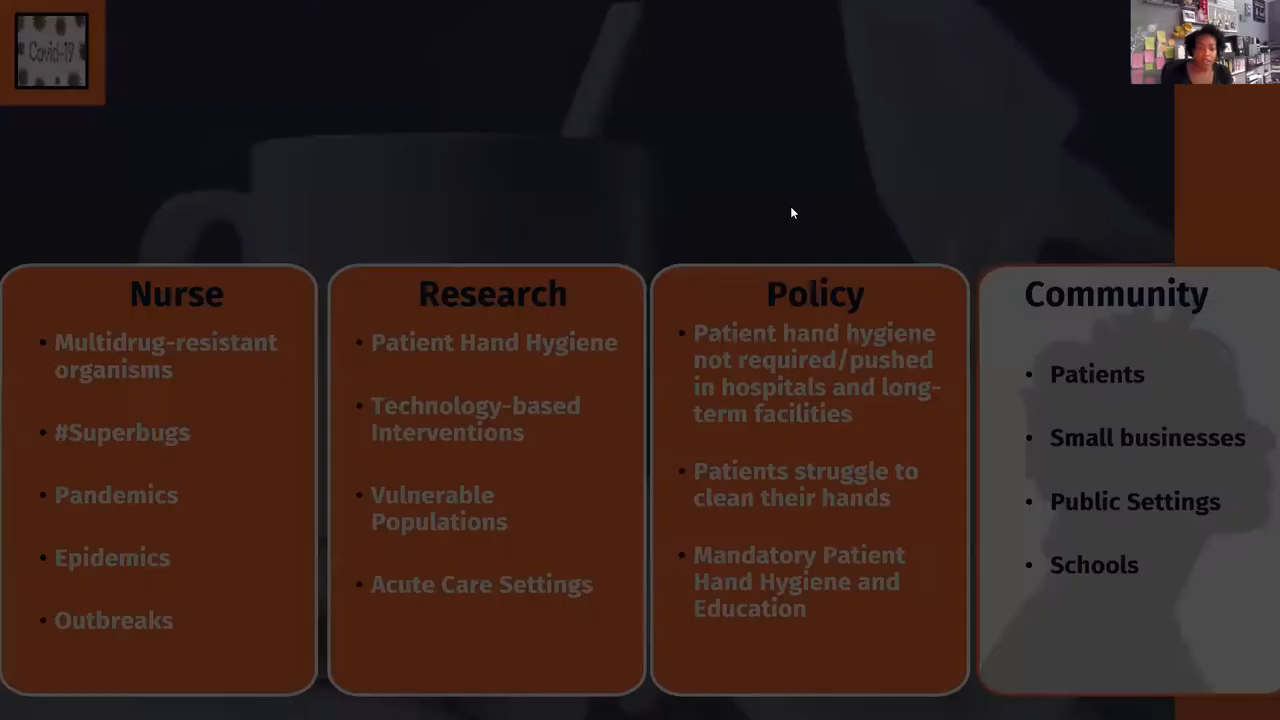 Covid-19
Nurse
• Multidrug-resistant
organisms
• #Superbugs
• Pandemics
• Epidemics
• Outbreaks
Research
• Patient Hand Hygiene
• Technology-based
Interventions
• Vulnerable
Populations
• Acute Care Settings
Policy
• Patient hand hygiene
not required/pushed
in hospitals and long-
term facilities
• Patients struggle to
clean their hands
• Mandatory Patient
Hand Hygiene and
Education
Community
• Patients
• Small businesses
• Public Settings
• Schools